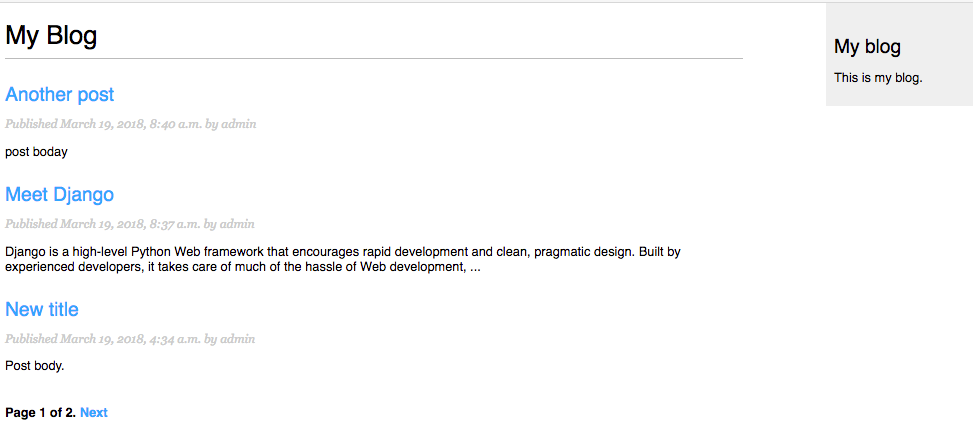 My Blog
Another post
Published March 19, 2018, 8:40 a.m. by admin
post boday
Meet Django
Published March 19, 2018, 8:37 a.m. by admin
Django is a high-level Python Web framework that encourages rapid development and clean, pragmatic design. Built by
experienced developers, it takes care of much of the hassle of Web development, ...
New title
Published March 19, 2018, 4:34 a.m. by admin
Post body.
Page 1 of 2. Next
My blog
This is my blog.